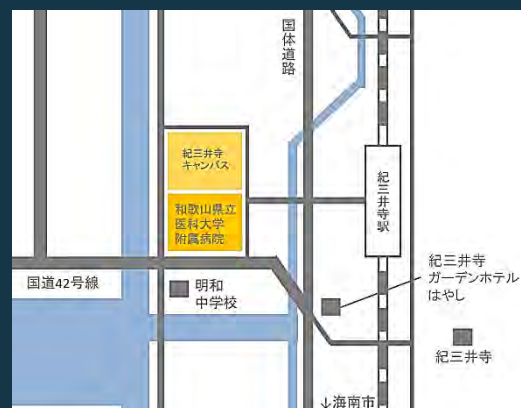 国体道路
紀三井寺
キャンパス
和歌山県立
医科大学
附属病院
紀三井寺駅
紀三井寺
ガーデンホテル
はやし
国道42号線
明和
中学校
紀三井寺
↓海南市